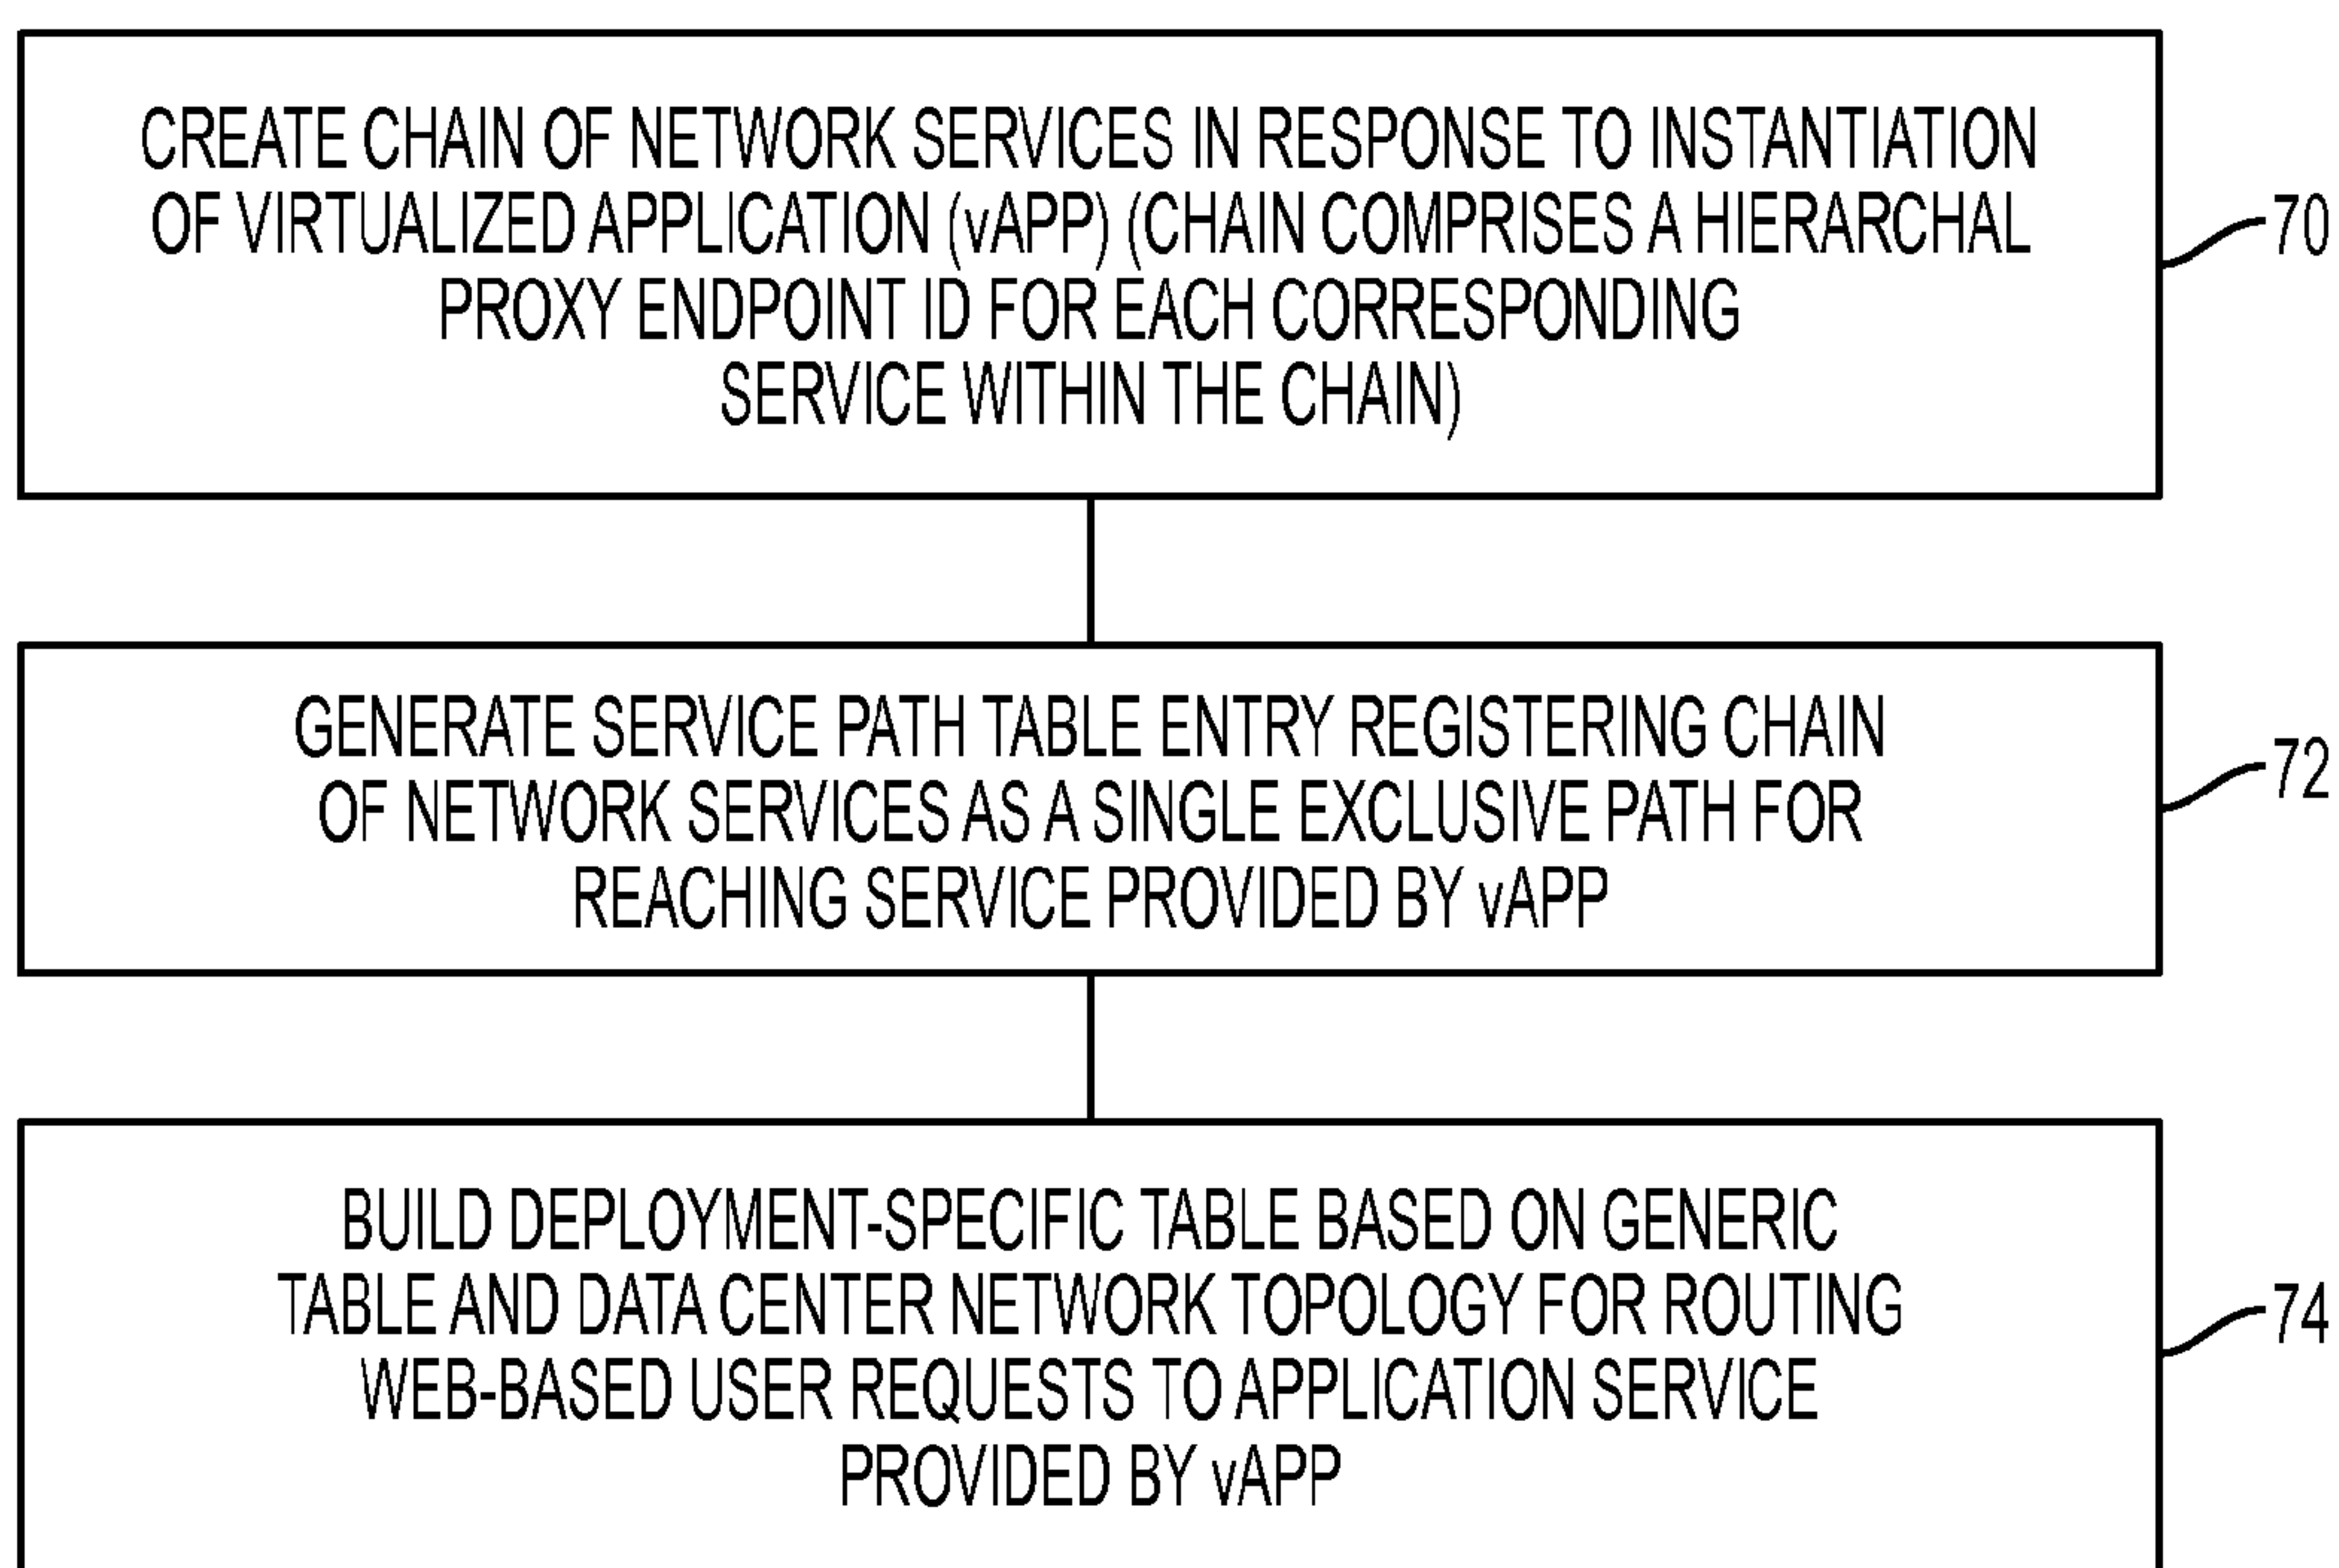 CREATE CHAIN OF NETWORK SERVICES IN RESPONSE TO INSTANTIATION
OF VIRTUALIZED APPLICATION (vAPP) (CHAIN COMPRISES A HIERARCHAL
PROXY ENDPOINT ID FOR EACH CORRESPONDING
SERVICE WITHIN THE CHAIN)
70
GENERATE SERVICE PATH TABLE ENTRY REGISTERING CHAIN
OF NETWORK SERVICES AS A SINGLE EXCLUSIVE PATH FOR
REACHING SERVICE PROVIDED BY vAPP
72
BUILD DEPLOYMENT-SPECIFIC TABLE BASED ON GENERIC
TABLE AND DATA CENTER NETWORK TOPOLOGY FOR ROUTING
WEB-BASED USER REQUESTS TO APPLICATION SERVICE
PROVIDED BY vAPP
74